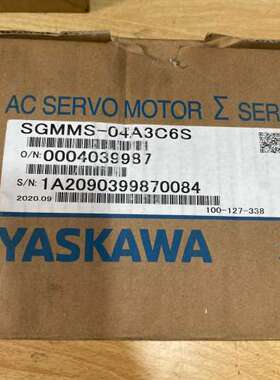 AC SERVO MOTOR Σ SER
SGMMS-04A3C6S
O/N: 0004039987
S/N: 1A2090399870084
2020.09
100-127-338
YASKAWA